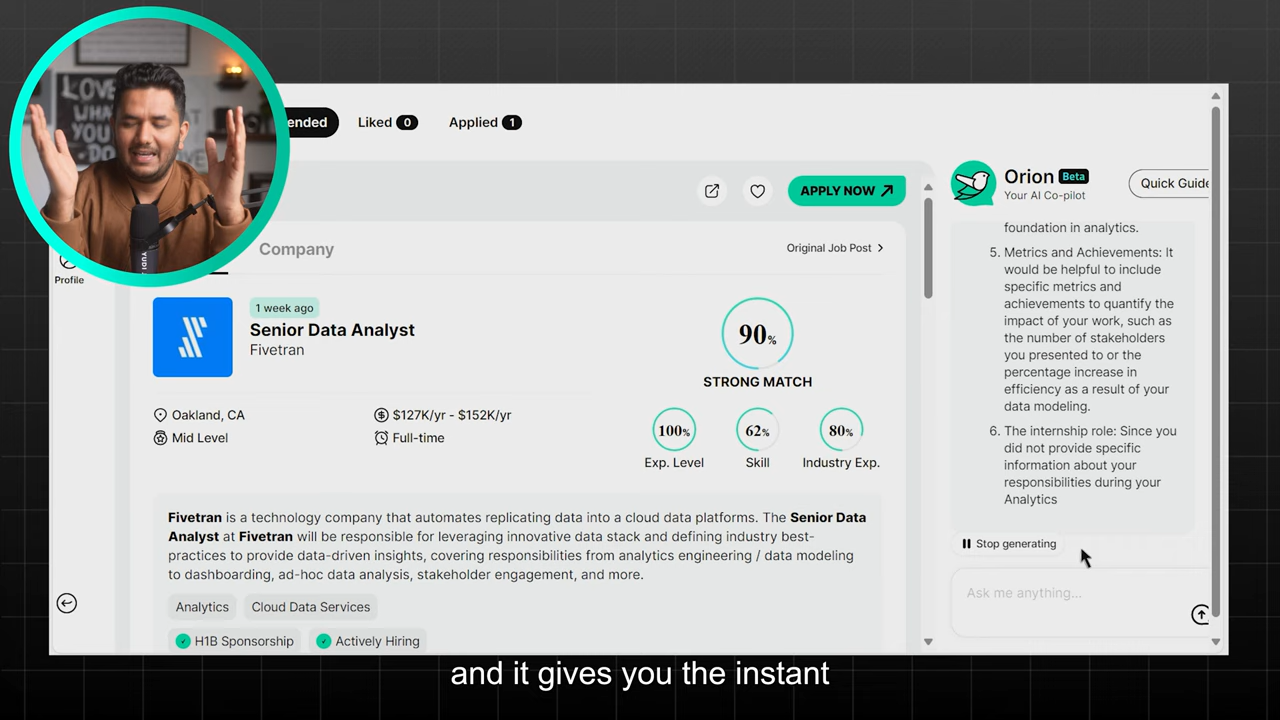 LOVE
WHAT
YOU
DO
YUDI
ended
Liked 0
Applied 1
APPLY NOW
Company
Original Job Post
Profile
1 week ago
Senior Data Analyst
Fivetran
90%
STRONG MATCH
Oakland, CA
$127K/yr - $152K/yr
Mid Level
Full-time
100%
62%
80%
Exp. Level
Skill
Industry Exp.
Fivetran is a technology company that automates replicating data into a cloud data platforms. The Senior Data
Analyst at Fivetran will be responsible for leveraging innovative data stack and defining industry best-
practices to provide data-driven insights, covering responsibilities from analytics engineering / data modeling
to dashboarding, ad-hoc data analysis, stakeholder engagement, and more.
Analytics
Cloud Data Services
H1B Sponsorship
Actively Hiring
Orion Beta
Your AI Co-pilot
Quick Guide
foundation in analytics.
5. Metrics and Achievements: It
would be helpful to include
specific metrics and
achievements to quantify the
impact of your work, such as
the number of stakeholders
you presented to or the
percentage increase in
efficiency as a result of your
data modeling.
6. The internship role: Since you
did not provide specific
information about your
responsibilities during your
Analytics
Stop generating
Ask me anything...
and it gives you the instant